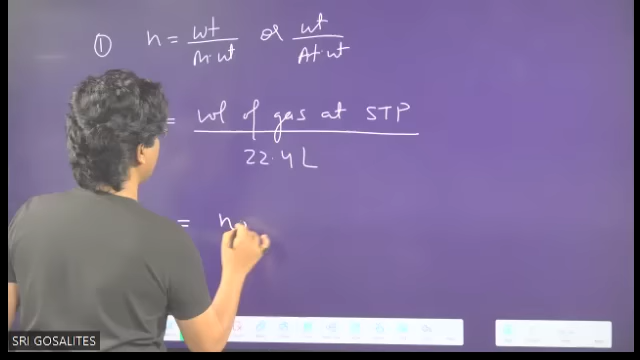 ① n = wt / M.wt or wt / At.wt
= vol of gas at STP / 22.4 L
= n
SRI GOSALITES